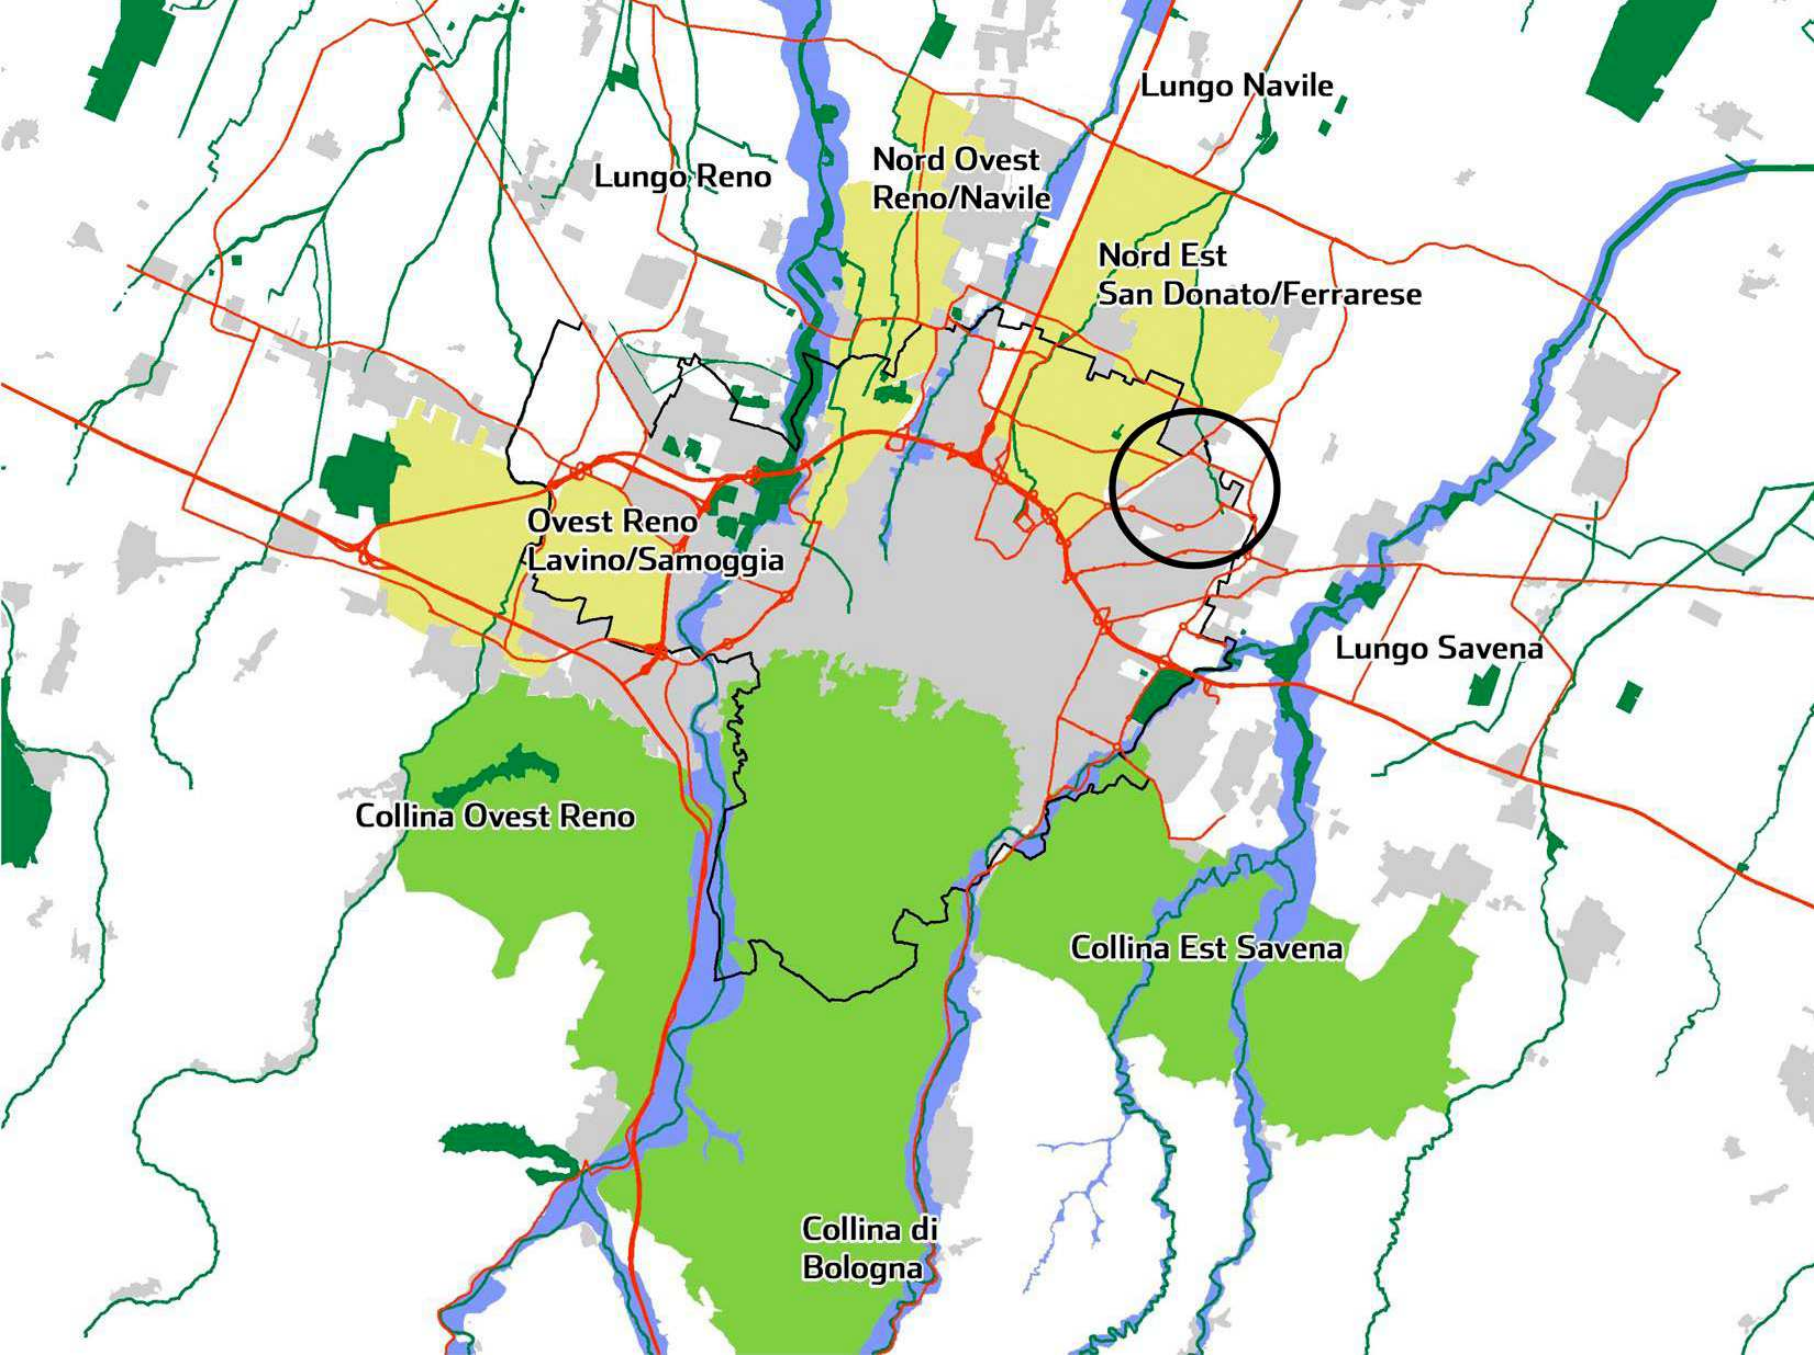 Lungo Navile
Nord Ovest
Reno/Navile
Lungo Reno
Nord Est
San Donato/Ferrarese
Ovest Reno
Lavino/Samoggia
Lungo Savena
Collina Ovest Reno
Collina Est Savena
Collina di
Bologna